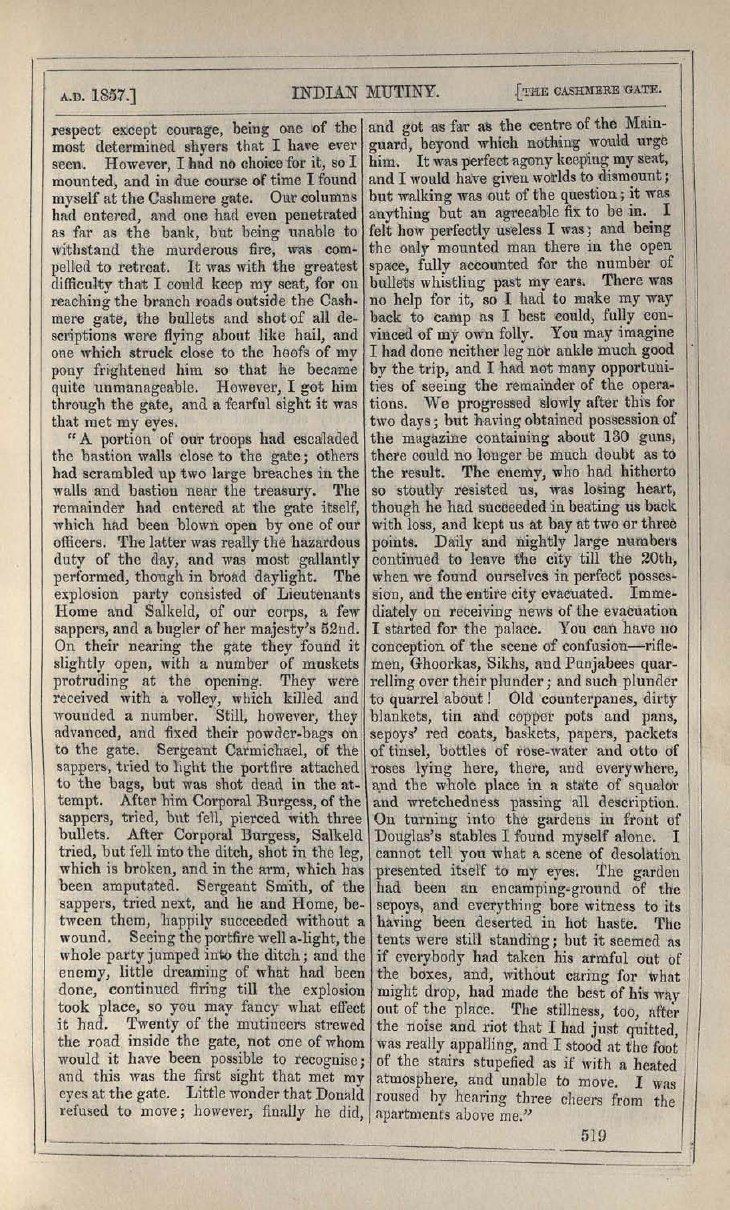 A.D. 1857.]
INDIAN MUTINY.
[THE CASHMERE GATE.
respect except courage, being one of the
most determined shyers that I have ever
seen. However, I had no choice for it, so I
mounted, and in due course of time I found
myself at the Cashmere gate. Our columns
had entered, and one had even penetrated
as far as the bank, but being unable to
withstand the murderous fire, was com-
pelled to retreat. It was with the greatest
difficulty that I could keep my seat, for on
reaching the branch roads outside the Cash-
mere gate, the bullets and shot of all de-
scriptions were flying about like hail, and
one which struck close to the hoofs of my
pony frightened him so that he became
quite unmanageable. However, I got him
through the gate, and a fearful sight it was
that met my eyes.
"A portion of our troops had escaladed
the bastion walls close to the gate; others
had scrambled up two large breaches in the
walls and bastion near the treasury. The
remainder had entered at the gate itself,
which had been blown open by one of our
officers. The latter was really the hazardous
duty of the day, and was most gallantly
performed, though in broad daylight. The
explosion party consisted of Lieutenants
Home and Salkeld, of our corps, a few
sappers, and a bugler of her majesty's 52nd.
On their nearing the gate they found it
slightly open, with a number of muskets
protruding at the opening. They were
received with a volley, which killed and
wounded a number. Still, however, they
advanced, and fixed their powder-bags on
to the gate. Sergeant Carmichael, of the
sappers, tried to light the portfire attached
to the bags, but was shot dead in the at-
tempt. After him Corporal Burgess, of the
sappers, tried, but fell, pierced with three
bullets. After Corporal Burgess, Salkeld
tried, but fell into the ditch, shot in the leg,
which is broken, and in the arm, which has
been amputated. Sergeant Smith, of the
sappers, tried next, and he and Home, be-
tween them, happily succeeded without a
wound. Seeing the portfire well a-light, the
whole party jumped into the ditch; and the
enemy, little dreaming of what had been
done, continued firing till the explosion
took place, so you may fancy what effect
it had. Twenty of the mutineers strewed
the road inside the gate, not one of whom
would it have been possible to recognise;
and this was the first sight that met my
eyes at the gate. Little wonder that Donald
refused to move; however, finally he did,
and got as far as the centre of the Main-
guard, beyond which nothing would urge
him. It was perfect agony keeping my seat,
and I would have given worlds to dismount;
but walking was out of the question; it was
anything but an agreeable fix to be in. I
felt how perfectly useless I was; and being
the only mounted man there in the open
space, fully accounted for the number of
bullets whistling past my ears. There was
no help for it, so I had to make my way
back to camp as I best could, fully con-
vinced of my own folly. You may imagine
I had done neither leg nor ankle much good
by the trip, and I had not many opportuni-
ties of seeing the remainder of the opera-
tions. We progressed slowly after this for
two days; but having obtained possession of
the magazine containing about 130 guns,
there could no longer be much doubt as to
the result. The enemy, who had hitherto
so stoutly resisted us, was losing heart,
though he had succeeded in beating us back
with loss, and kept us at bay at two or three
points. Daily and nightly large numbers
continued to leave the city till the 20th,
when we found ourselves in perfect posses-
sion, and the entire city evacuated. Imme-
diately on receiving news of the evacuation
I started for the palace. You can have no
conception of the scene of confusion—rifle-
men, Ghoorkas, Sikhs, and Punjabees quar-
relling over their plunder; and such plunder
to quarrel about! Old counterpanes, dirty
blankets, tin and copper pots and pans,
sepoys' red coats, baskets, papers, packets
of tinsel, bottles of rose-water and otto of
roses lying here, there, and everywhere,
and the whole place in a state of squalor
and wretchedness passing all description.
On turning into the gardens in front of
Douglas's stables I found myself alone. I
cannot tell you what a scene of desolation
presented itself to my eyes. The garden
had been an encamping-ground of the
sepoys, and everything bore witness to its
having been deserted in hot haste. The
tents were still standing; but it seemed as
if everybody had taken his armful out of
the boxes, and, without caring for what
might drop, had made the best of his way
out of the place. The stillness, too, after
the noise and riot that I had just quitted,
was really appalling, and I stood at the foot
of the stairs stupefied as if with a heated
atmosphere, and unable to move. I was
roused by hearing three cheers from the
apartments above me."
519